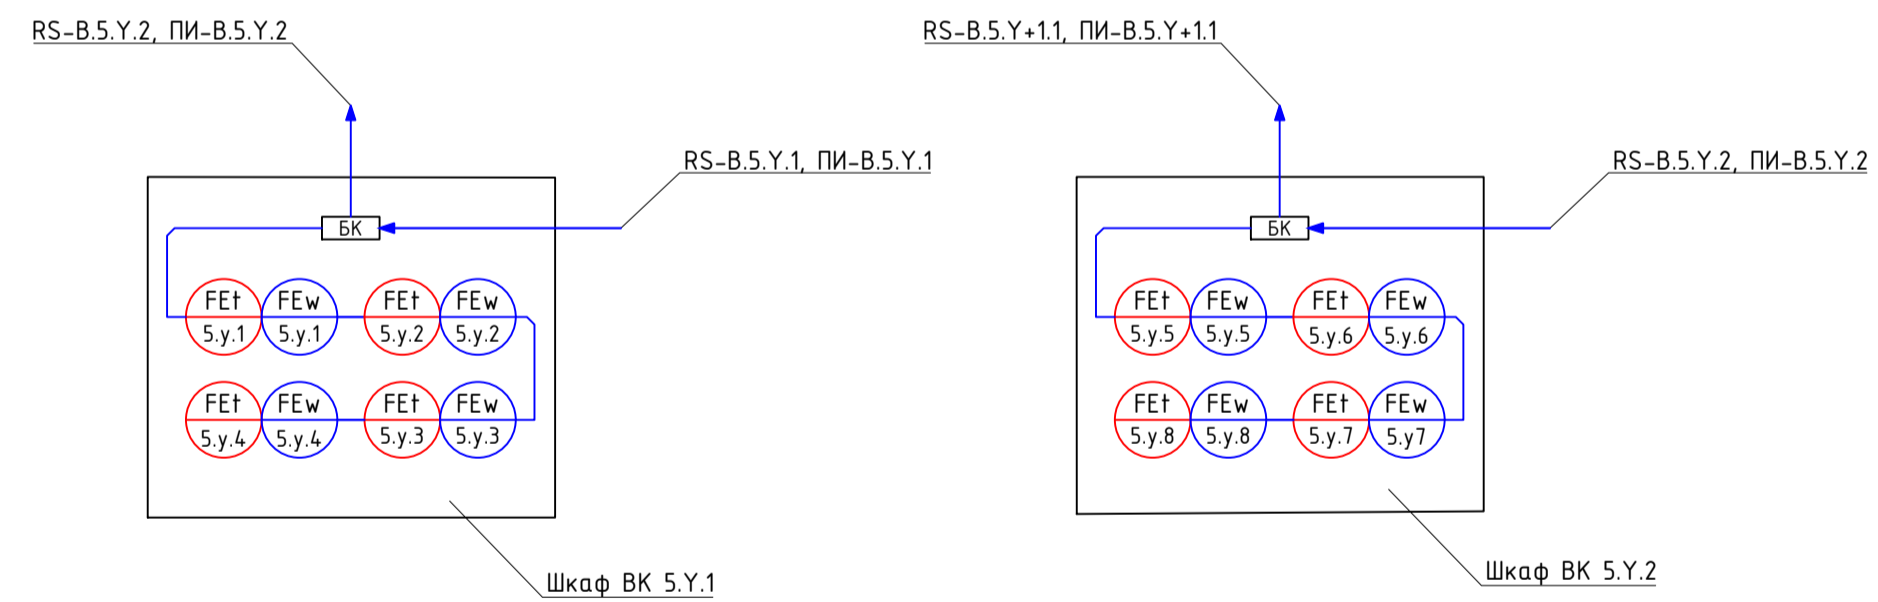 RS-В.5.Y.2, ПИ-В.5.Y.2
RS-В.5.Y+1.1, ПИ-В.5.Y+1.1
RS-В.5.Y.1, ПИ-В.5.Y.1
RS-В.5.Y.2, ПИ-В.5.Y.2
БК
FEt
5.y.1
FEw
5.y.1
FEt
5.y.2
FEw
5.y.2
FEt
5.y.4
FEw
5.y.4
FEt
5.y.3
FEw
5.y.3
Шкаф ВК 5.Y.1
БК
FEt
5.y.5
FEw
5.y.5
FEt
5.y.6
FEw
5.y.6
FEt
5.y.8
FEw
5.y.8
FEt
5.y.7
FEw
5.y7
Шкаф ВК 5.Y.2